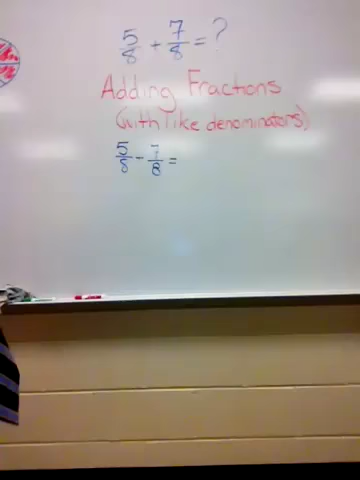 5/8 + 7/8 = ?
Adding Fractions
(with like denominators)
5/8 - 7/8 =